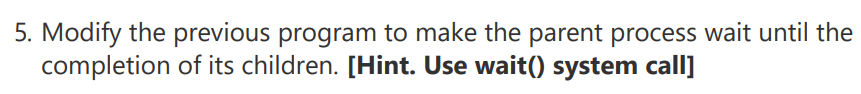 5. Modify the previous program to make the parent process wait until the
completion of its children. [Hint. Use wait() system call]